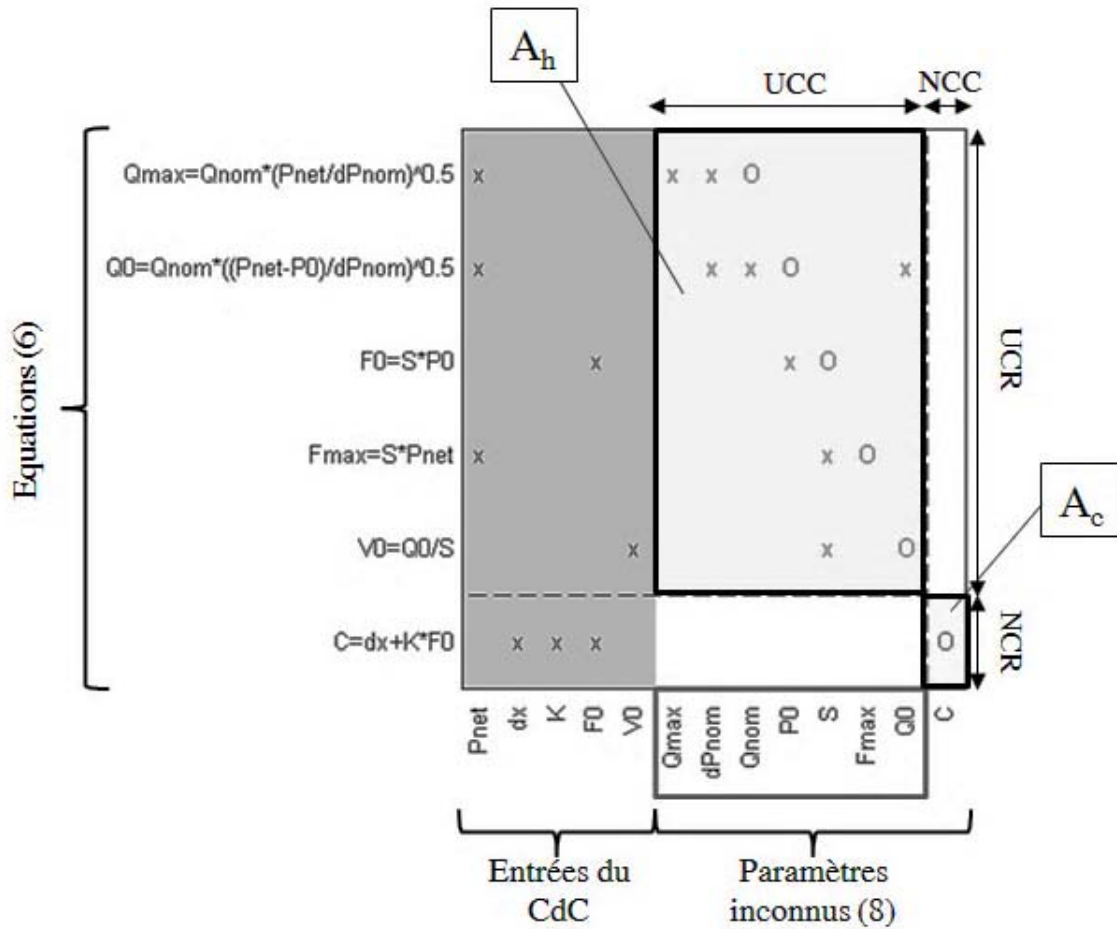 A_h
UCC
NCC
Qmax=Qnom*(Pnet/dPnom)^0.5 x x x O
Q0=Qnom*((Pnet-P0)/dPnom)^0.5 x x x O x
F0=S*P0 x x O
Fmax=S*Pnet x x O
V0=Q0/S x x O
C=dx+K*F0 x x x O
Equations (6)
UCR
A_c
NCR
Pnet dx K F0 V0 Qmax dPnom Qnom P0 S Fmax Q0 C
Entrées du
CdC
Paramètres
inconnus (8)